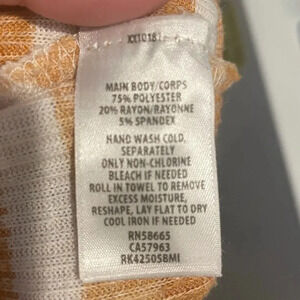 XX1018
MAIN BODY/CORPS
75% POLYESTER
20% RAYON/RAYONNE
5% SPANDEX
HAND WASH COLD,
SEPARATELY
ONLY NON-CHLORINE
BLEACH IF NEEDED
ROLL IN TOWEL TO REMOVE
EXCESS MOISTURE,
RESHAPE, LAY FLAT TO DRY
COOL IRON IF NEEDED
RN58665
CA57963
RK4250SBMI